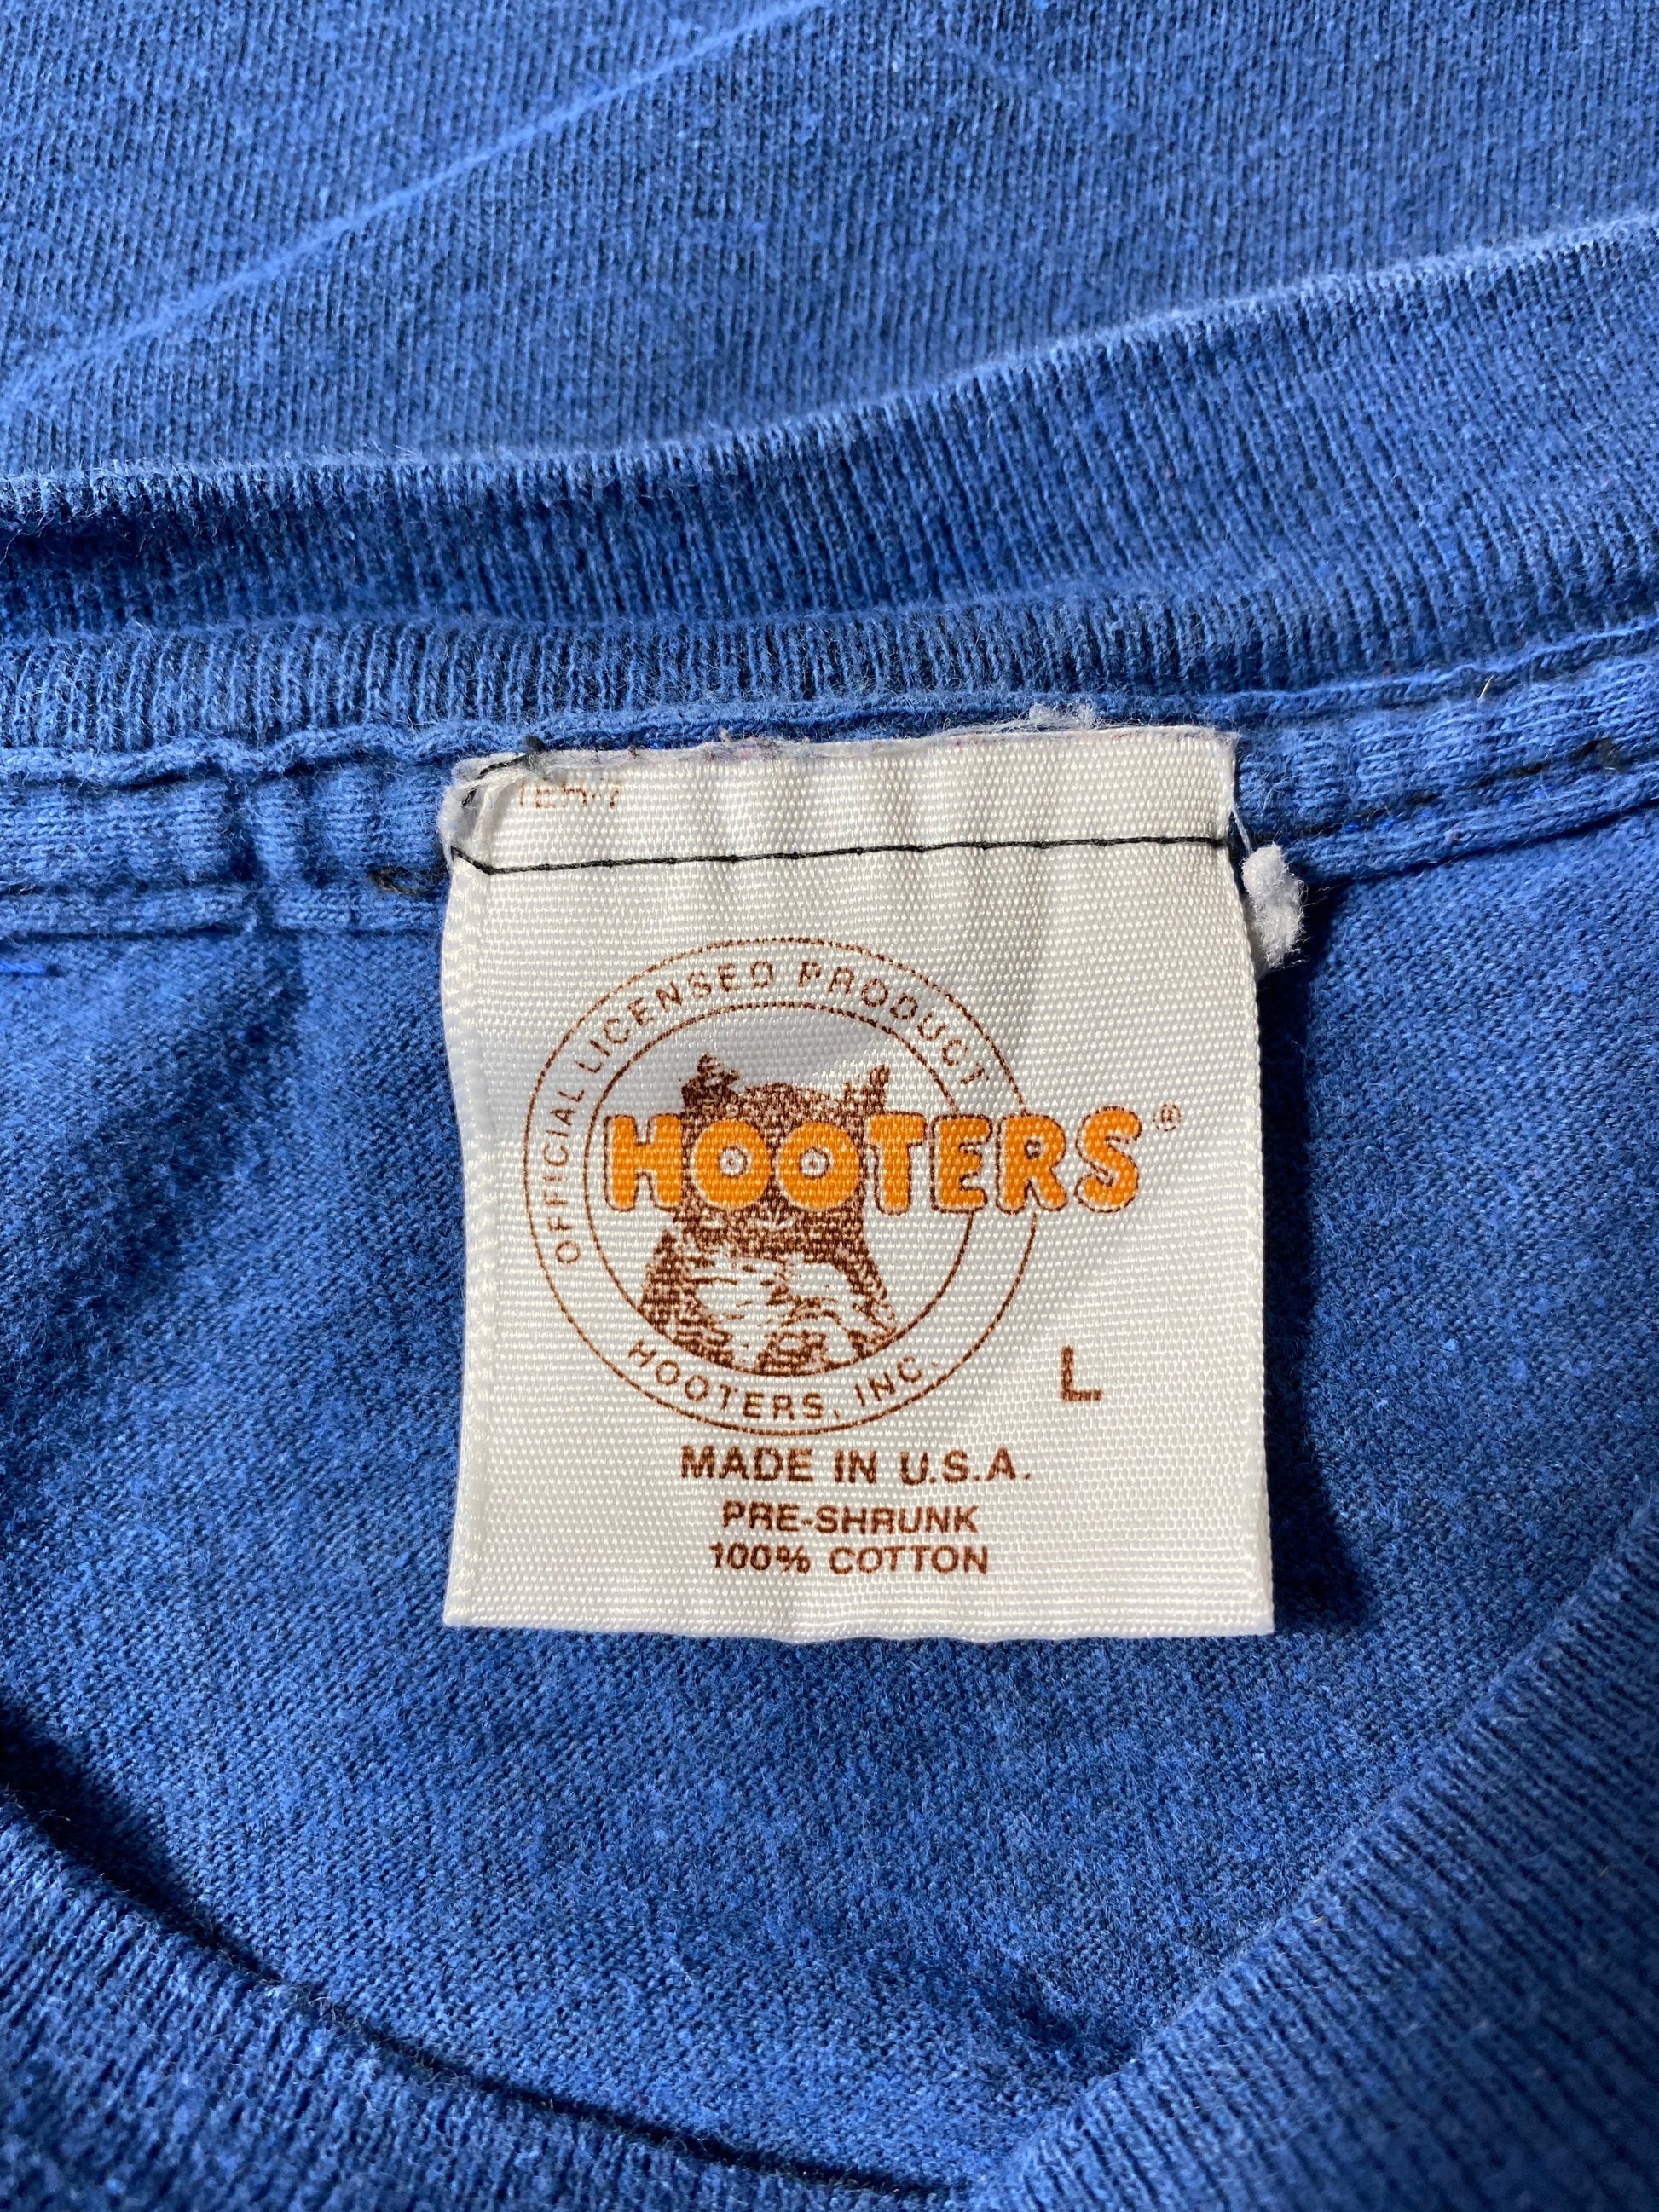 OFFICIAL LICENSED PRODUCT
HOOTERS®
HOOTERS, INC.
L
MADE IN U.S.A.
PRE-SHRUNK
100% COTTON